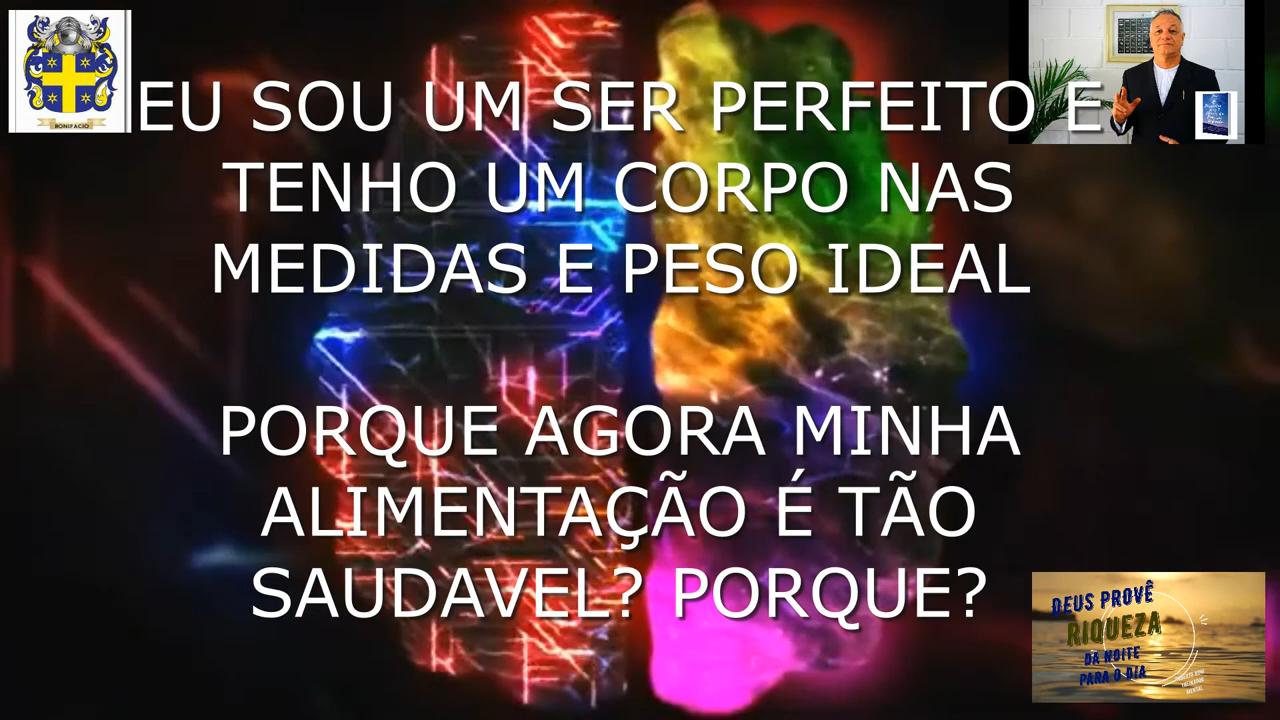 BONIFACIO
EU SOU UM SER PERFEITO E
TENHO UM CORPO NAS
MEDIDAS E PESO IDEAL
PORQUE AGORA MINHA
ALIMENTAÇÃO É TÃO
SAUDAVEL? PORQUE?
DEUS PROVÊ
RIQUEZA
DA NOITE
PARA O DIA
MENTAL